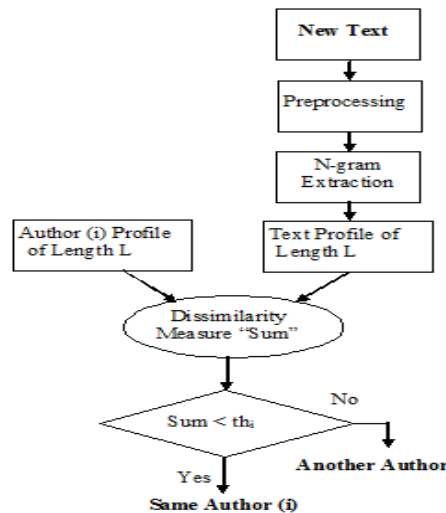 New Text
Preprocessing
N-gram
Extraction
Author (i) Profile
of Length L
Text Profile of
Length L
Dissimilarity
Measure “Sum”
Sum < thᵢ
No
Another Author
Yes
Same Author (i)